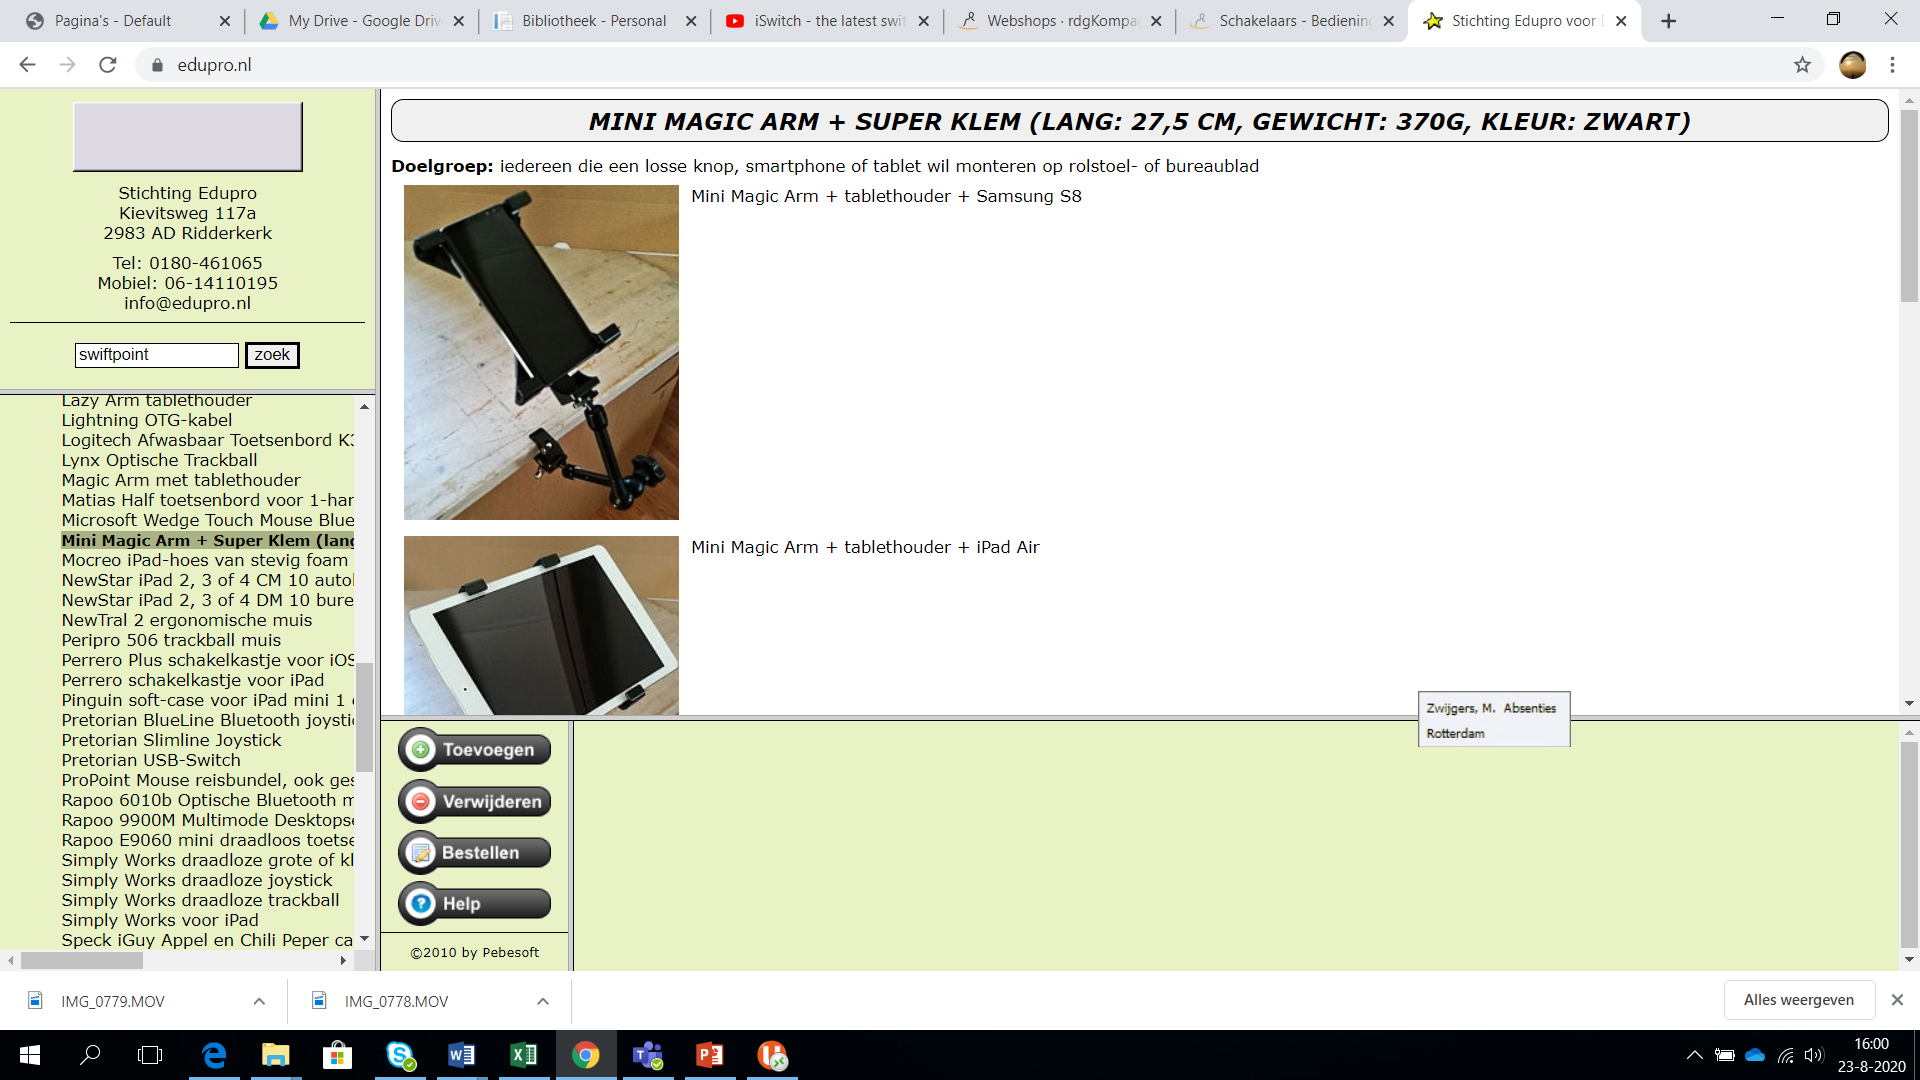 Pagina's - Default
My Drive - Google Driv
Bibliotheek - Personal
iSwitch - the latest swit
Webshops · rdgKompa
Schakelaars - Bediening
Stichting Edupro voor E
edupro.nl
Stichting Edupro
Kievitsweg 117a
2983 AD Ridderkerk
Tel: 0180-461065
Mobiel: 06-14110195
info@edupro.nl
swiftpoint zoek
Lazy Arm tablethouder
Lightning OTG-kabel
Logitech Afwasbaar Toetsenbord K3
Lynx Optische Trackball
Magic Arm met tablethouder
Matias Half toetsenbord voor 1-har
Microsoft Wedge Touch Mouse Blue
Mini Magic Arm + Super Klem (lang
Mocreo iPad-hoes van stevig foam
NewStar iPad 2, 3 of 4 CM 10 autol
NewStar iPad 2, 3 of 4 DM 10 bure
NewTral 2 ergonomische muis
Peripro 506 trackball muis
Perrero Plus schakelkastje voor iOS
Perrero schakelkastje voor iPad
Pinguin soft-case voor iPad mini 1
Pretorian BlueLine Bluetooth joysti
Pretorian Slimline Joystick
Pretorian USB-Switch
ProPoint Mouse reisbundel, ook ges
Rapoo 6010b Optische Bluetooth m
Rapoo 9900M Multimode Desktopse
Rapoo E9060 mini draadloos toetse
Simply Works draadloze grote of kl
Simply Works draadloze joystick
Simply Works draadloze trackball
Simply Works voor iPad
Speck iGuy Appel en Chili Peper ca
MINI MAGIC ARM + SUPER KLEM (LANG: 27,5 CM, GEWICHT: 370G, KLEUR: ZWART)
Doelgroep: iedereen die een losse knop, smartphone of tablet wil monteren op rolstoel- of bureaublad
Mini Magic Arm + tablethouder + Samsung S8
Mini Magic Arm + tablethouder + iPad Air
Zwijgers, M. Absenties
Rotterdam
Toevoegen
Verwijderen
Bestellen
Help
©2010 by Pebesoft
IMG_0779.MOV
IMG_0778.MOV
Alles weergeven
16:00
23-8-2020